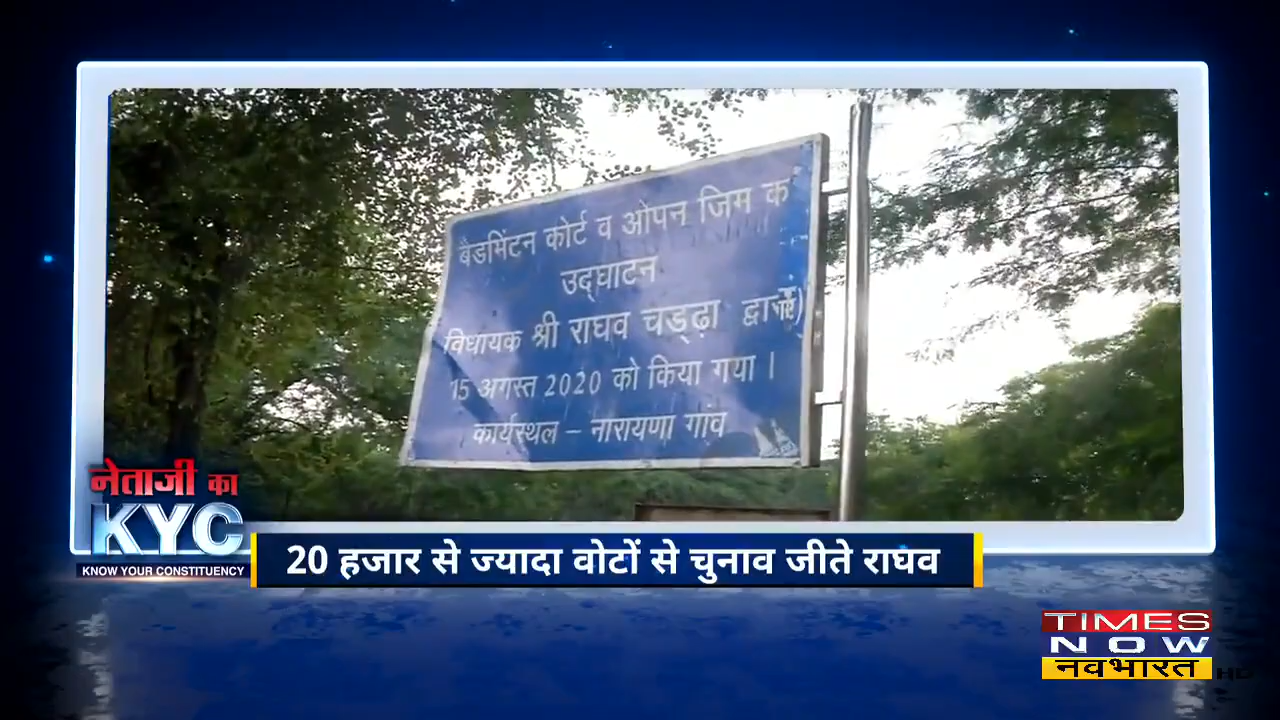 बैडमिंटन कोर्ट व ओपन जिम क
उद्घाटन
विधायक श्री राघव चड्ढ़ा
15 अगस्त 2020 को किया गया ।
कार्यस्थल – नारायणा गांव
नेताजी का
KYC
KNOW YOUR CONSTITUENCY
20 हजार से ज्यादा वोटों से चुनाव जीते राघव
TIMES
NOW
नवभारत
HD